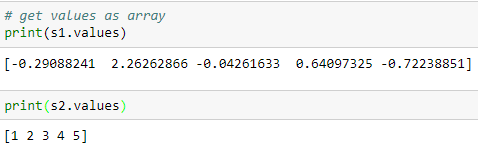 # get values as array
print(s1.values)
[-0.29088241  2.26262866 -0.04261633  0.64097325 -0.72238851]
print(s2.values)
[1 2 3 4 5]